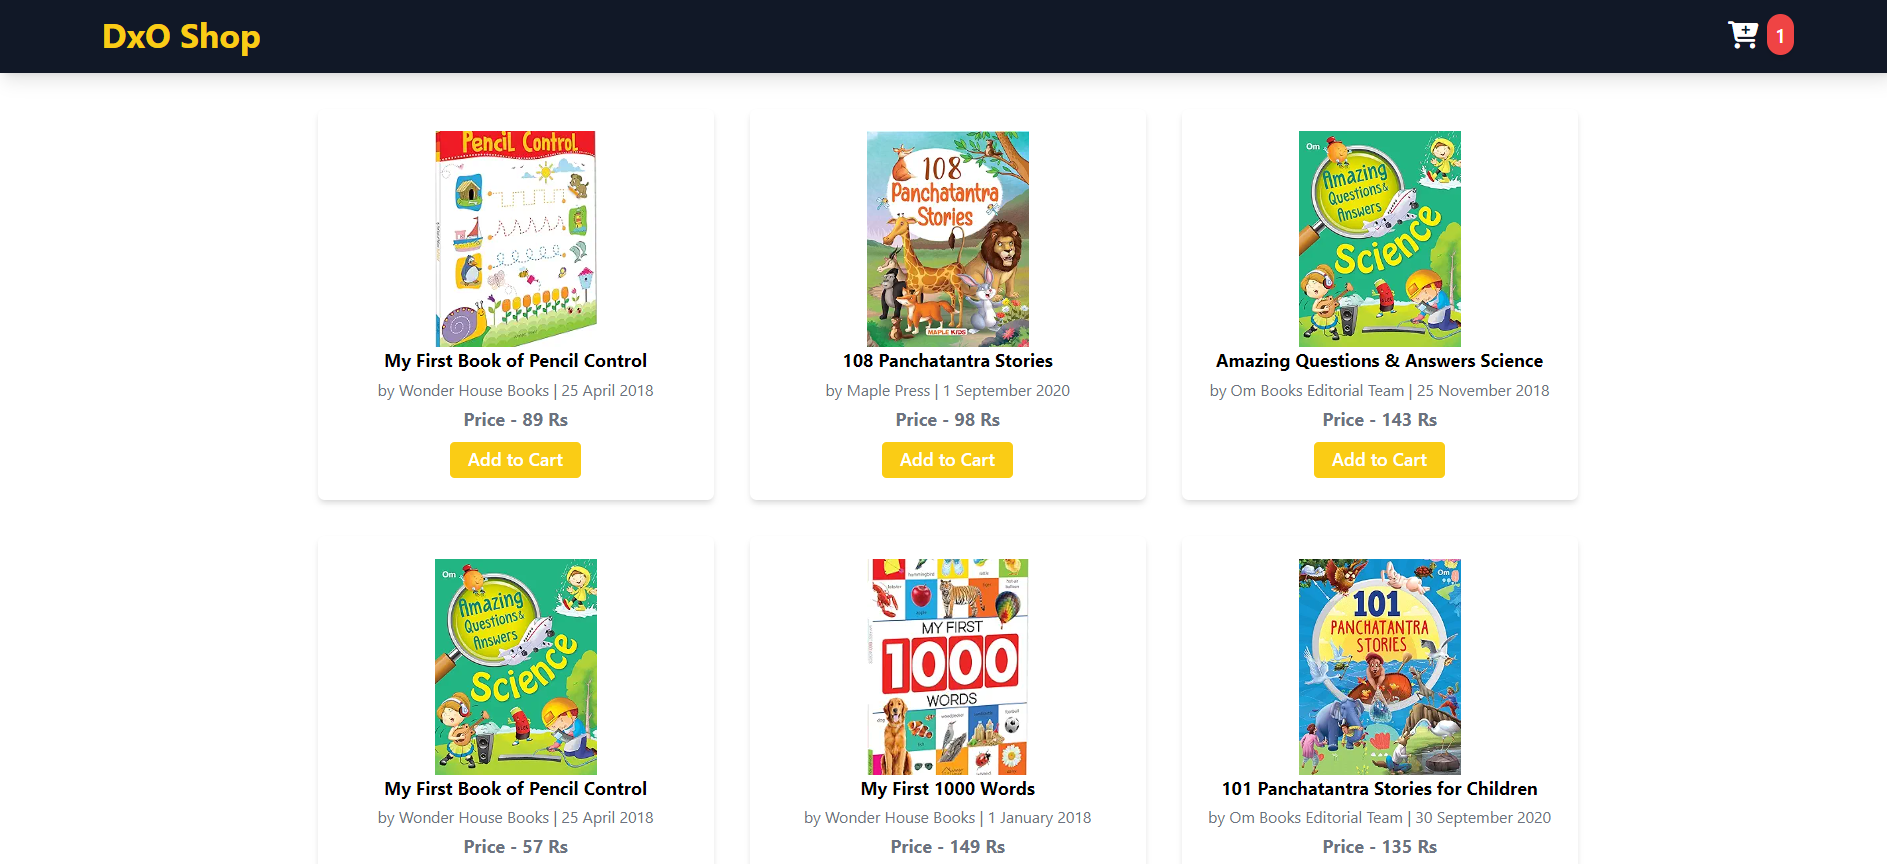 DxO Shop
1
Pencil Control
My First Book of Pencil Control
by Wonder House Books | 25 April 2018
Price - 89 Rs
Add to Cart
108
Panchatantra
Stories
MAPLE KIDS
108 Panchatantra Stories
by Maple Press | 1 September 2020
Price - 98 Rs
Add to Cart
Om
Amazing
Questions &
Answers
Science
Amazing Questions & Answers Science
by Om Books Editorial Team | 25 November 2018
Price - 143 Rs
Add to Cart
Om
Amazing
Questions &
Answers
Science
My First Book of Pencil Control
by Wonder House Books | 25 April 2018
Price - 57 Rs
MY FIRST
1000
WORDS
My First 1000 Words
by Wonder House Books | 1 January 2018
Price - 149 Rs
Om
101
PANCHATANTRA
STORIES
101 Panchatantra Stories for Children
by Om Books Editorial Team | 30 September 2020
Price - 135 Rs